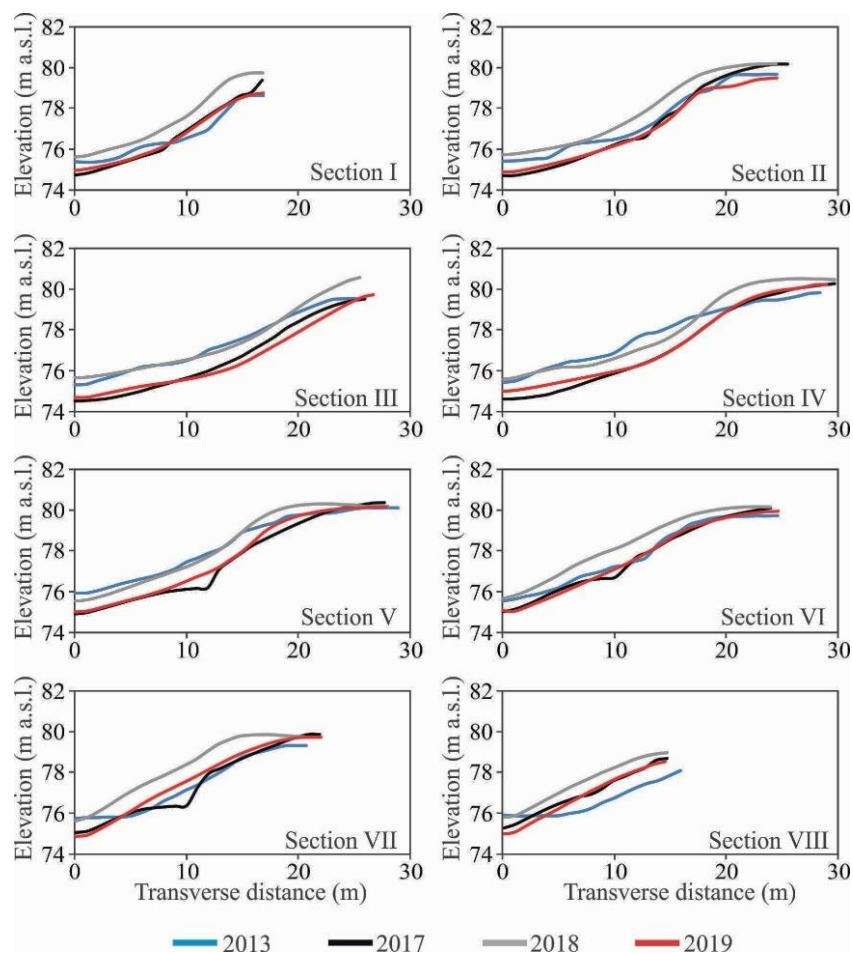 82
80
78
76
74
0 10 20 30
Elevation (m a.s.l.)
Section I
82
80
78
76
74
0 10 20 30
Elevation (m a.s.l.)
Section II
82
80
78
76
74
0 10 20 30
Elevation (m a.s.l.)
Section III
82
80
78
76
74
0 10 20 30
Elevation (m a.s.l.)
Section IV
82
80
78
76
74
0 10 20 30
Elevation (m a.s.l.)
Section V
82
80
78
76
74
0 10 20 30
Elevation (m a.s.l.)
Section VI
82
80
78
76
74
0 10 20 30
Elevation (m a.s.l.)
Section VII
Transverse distance (m)
82
80
78
76
74
0 10 20 30
Elevation (m a.s.l.)
Section VIII
Transverse distance (m)
2013 2017 2018 2019